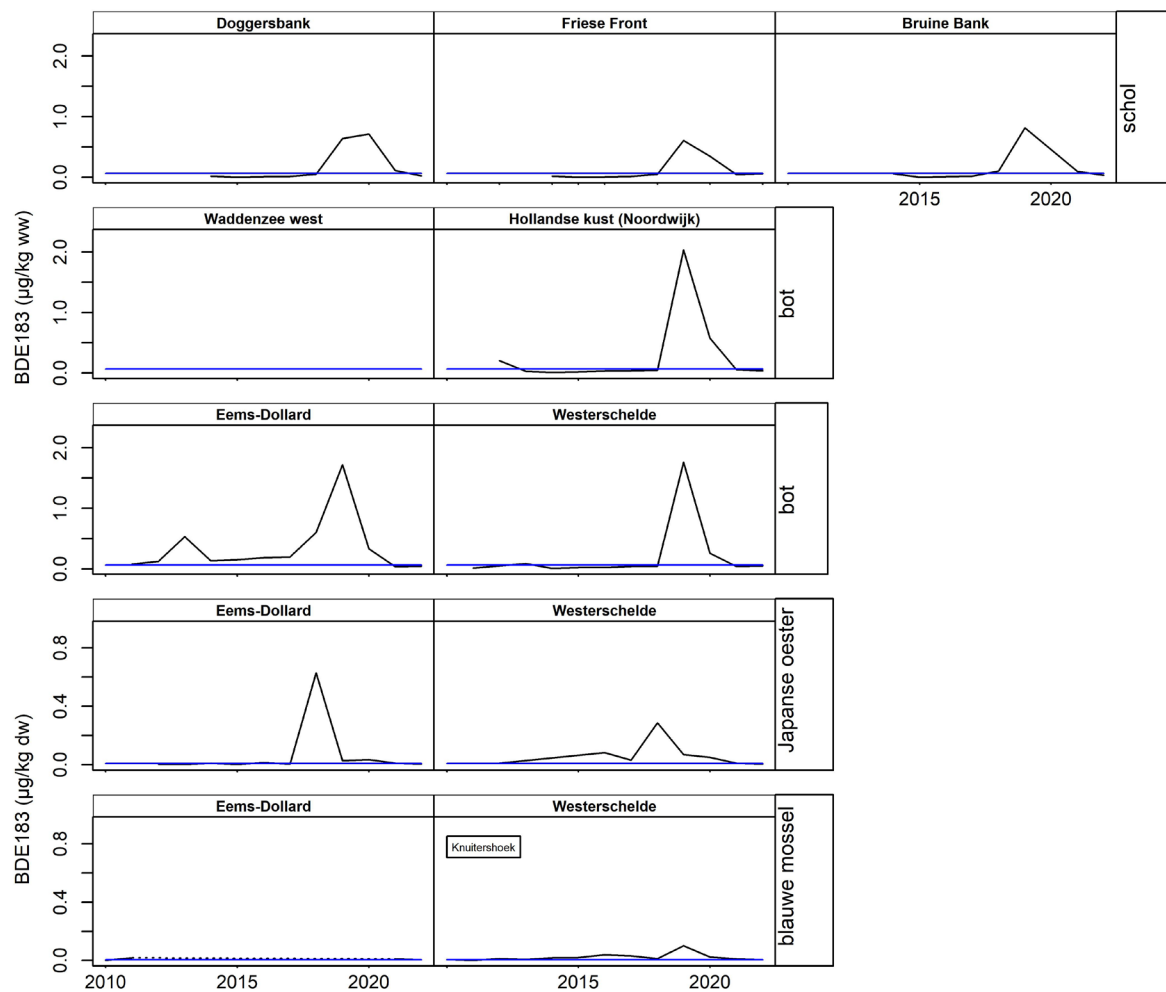 Doggersbank Friese Front Bruine Bank
2.0
1.0
0.0
schol
2015 2020
Waddenzee west Hollandse kust (Noordwijk)
2.0
1.0
0.0
bot
BDE183 (µg/kg ww)
Eems-Dollard Westerschelde
2.0
1.0
0.0
bot
Eems-Dollard Westerschelde
0.8
0.4
0.0
Japanse oester
BDE183 (µg/kg dw)
Eems-Dollard Westerschelde
0.8
0.4
0.0
Knuitershoek
blauwe mossel
2010 2015 2020 2015 2020